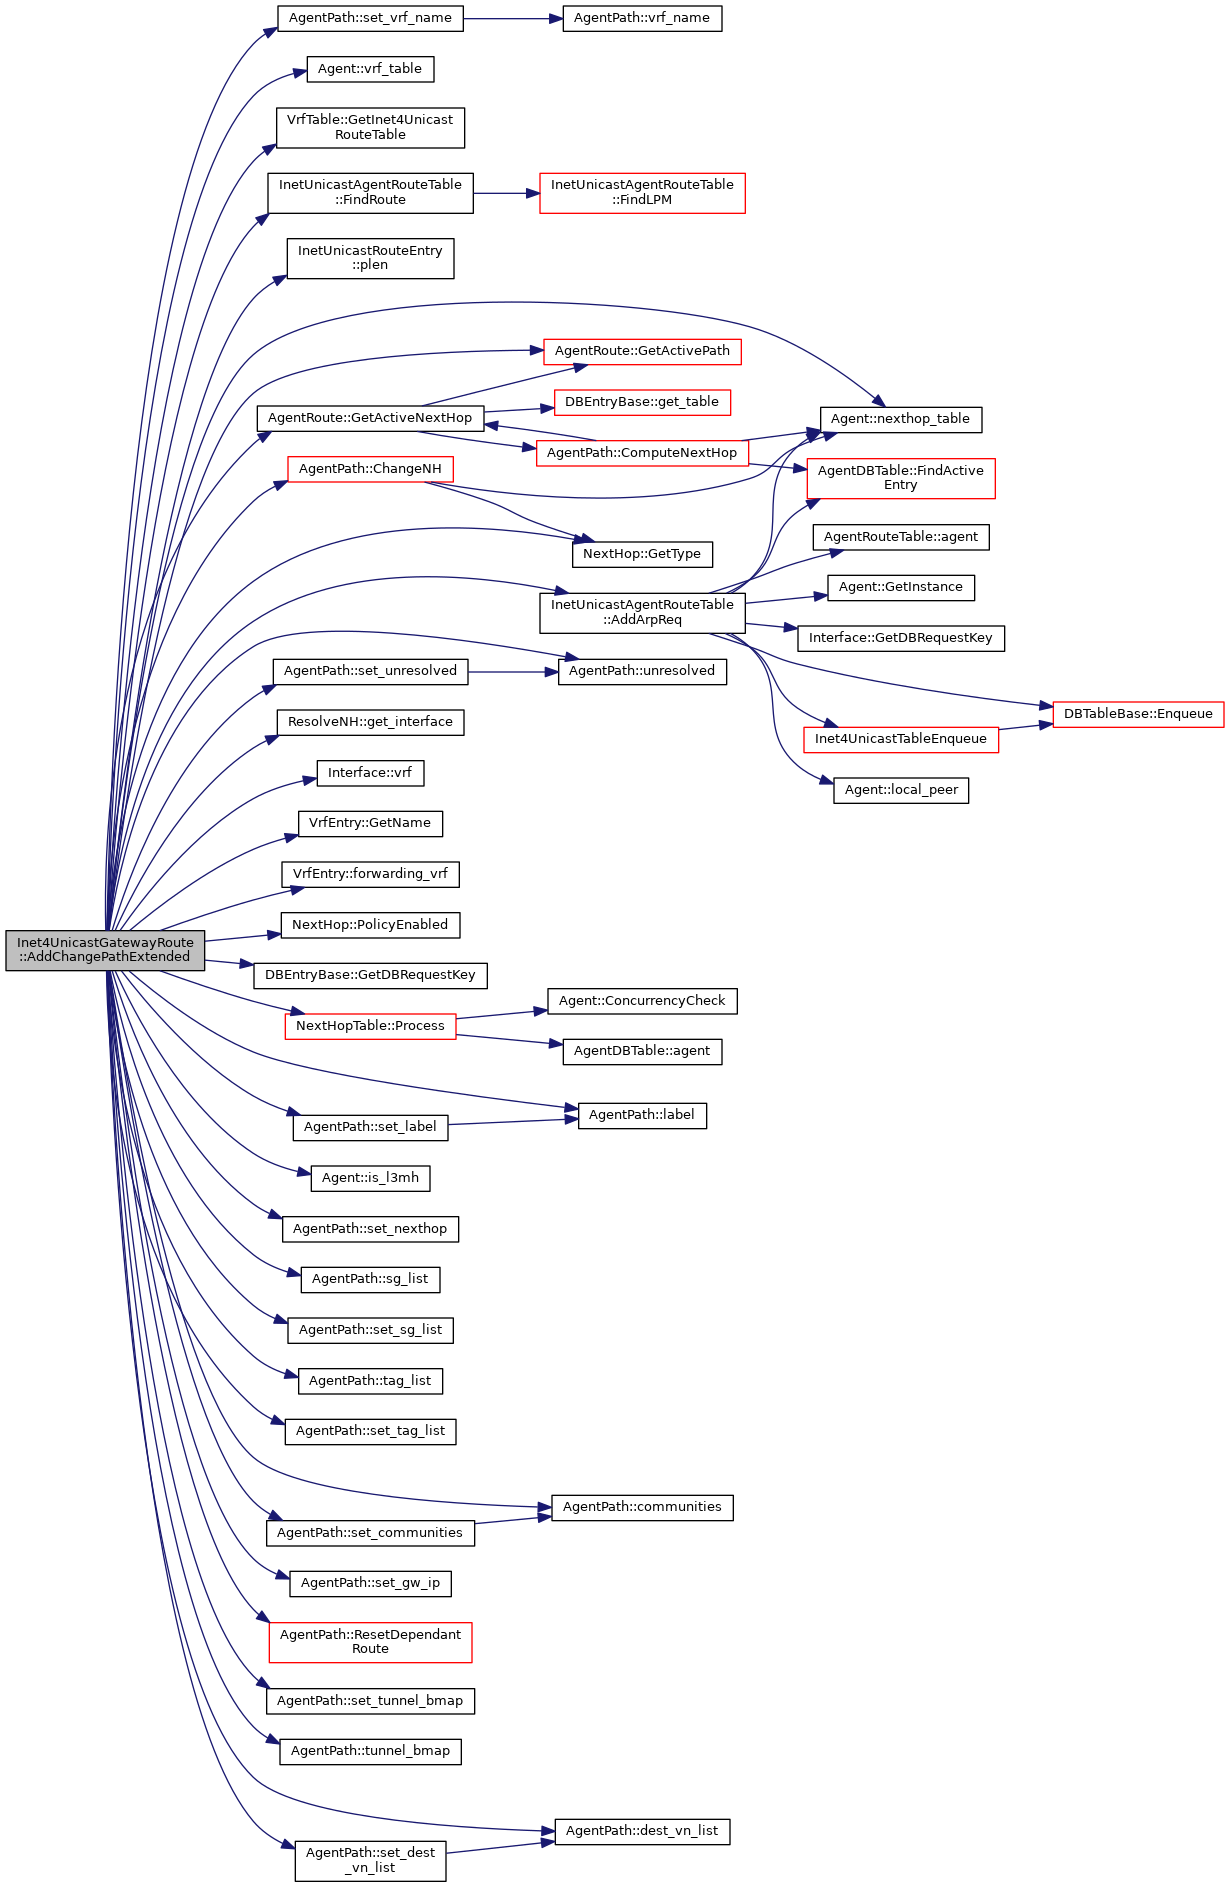 AgentPath::set_vrf_name
AgentPath::vrf_name
Agent::vrf_table
VrfTable::GetInet4Unicast
RouteTable
InetUnicastAgentRouteTable
::FindRoute
InetUnicastAgentRouteTable
::FindLPM
InetUnicastRouteEntry
::plen
AgentRoute::GetActivePath
DBEntryBase::get_table
AgentRoute::GetActiveNextHop
Agent::nexthop_table
AgentPath::ComputeNextHop
AgentPath::ChangeNH
AgentDBTable::FindActive
Entry
AgentRouteTable::agent
NextHop::GetType
Agent::GetInstance
InetUnicastAgentRouteTable
::AddArpReq
Interface::GetDBRequestKey
AgentPath::set_unresolved
AgentPath::unresolved
DBTableBase::Enqueue
ResolveNH::get_interface
Inet4UnicastTableEnqueue
Interface::vrf
Agent::local_peer
VrfEntry::GetName
VrfEntry::forwarding_vrf
NextHop::PolicyEnabled
Inet4UnicastGatewayRoute
::AddChangePathExtended
DBEntryBase::GetDBRequestKey
Agent::ConcurrencyCheck
NextHopTable::Process
AgentDBTable::agent
AgentPath::label
AgentPath::set_label
Agent::is_l3mh
AgentPath::set_nexthop
AgentPath::sg_list
AgentPath::set_sg_list
AgentPath::tag_list
AgentPath::set_tag_list
AgentPath::communities
AgentPath::set_communities
AgentPath::set_gw_ip
AgentPath::ResetDependant
Route
AgentPath::set_tunnel_bmap
AgentPath::tunnel_bmap
AgentPath::dest_vn_list
AgentPath::set_dest
_vn_list